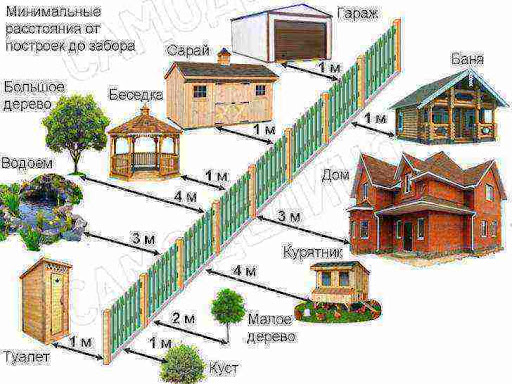 Минимальные
расстояния от
построек до забора
Гараж
1 м
Сарай
1 м
Баня
1 м
Большое
дерево
Беседка
1 м
4 м
Водоем
3 м
Дом
3 м
Курятник
4 м
Малое
дерево
2 м
Туалет
1 м
Куст
1 м